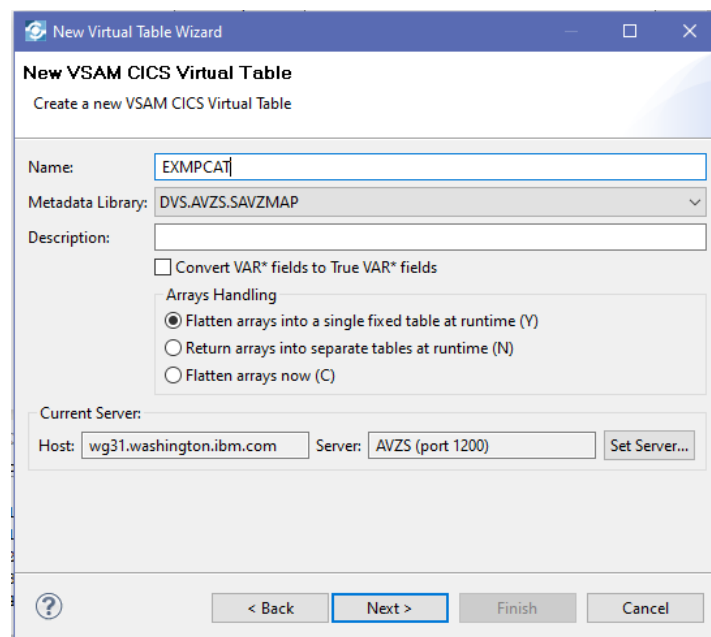 New Virtual Table Wizard
New VSAM CICS Virtual Table
Create a new VSAM CICS Virtual Table
Name: EXMPCAT
Metadata Library: DVS.AVZS.SAVZMAP
Description:
Convert VAR* fields to True VAR* fields
Arrays Handling
Flatten arrays into a single fixed table at runtime (Y)
Return arrays into separate tables at runtime (N)
Flatten arrays now (C)
Current Server:
Host: wg31.washington.ibm.com Server: AVZS (port 1200) Set Server...
? < Back Next > Finish Cancel